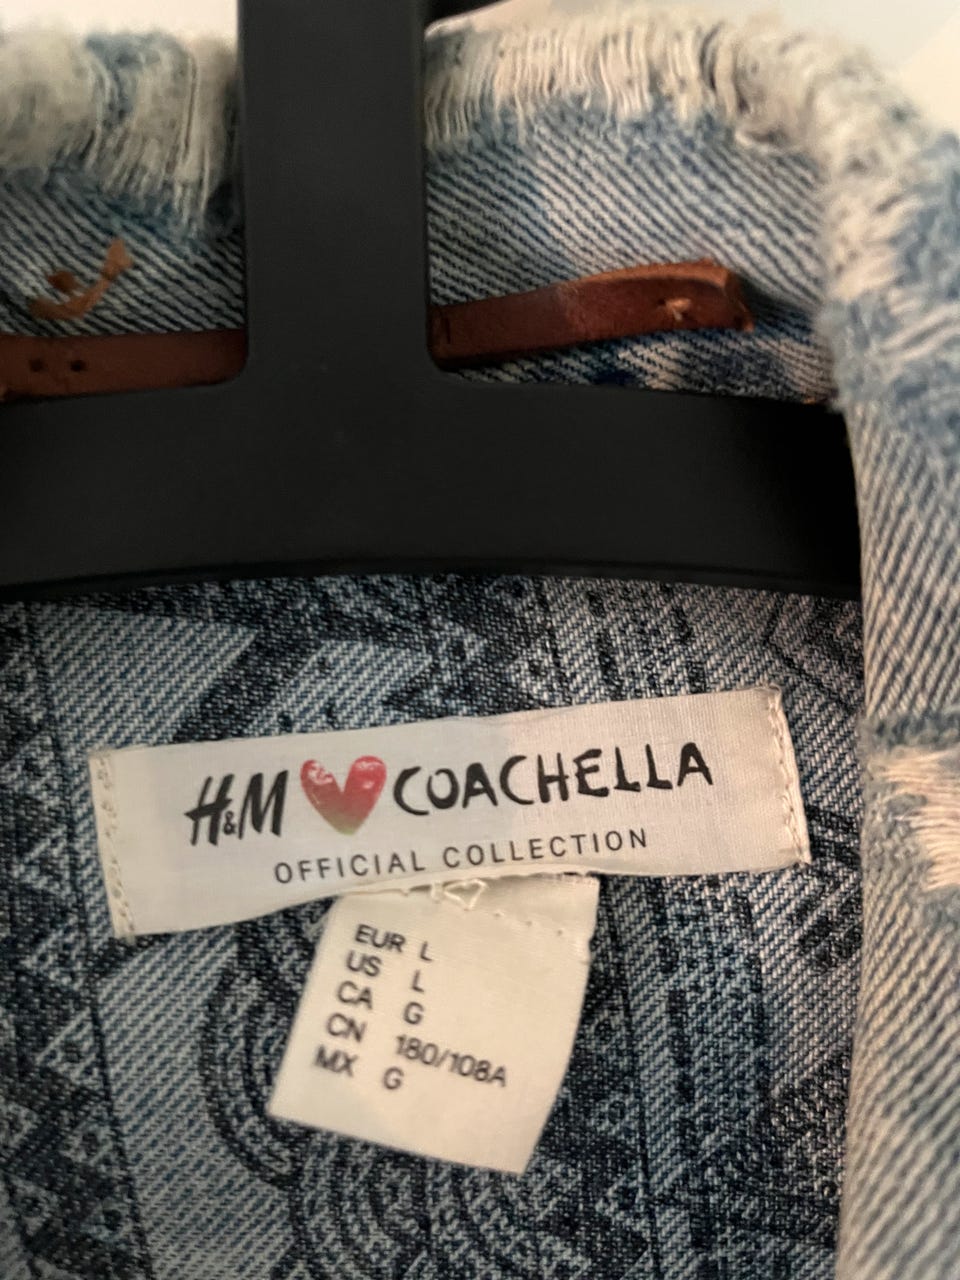 H&M COACHELLA
OFFICIAL COLLECTION
EUR L
US L
CA G
CN 180/108A
MX G